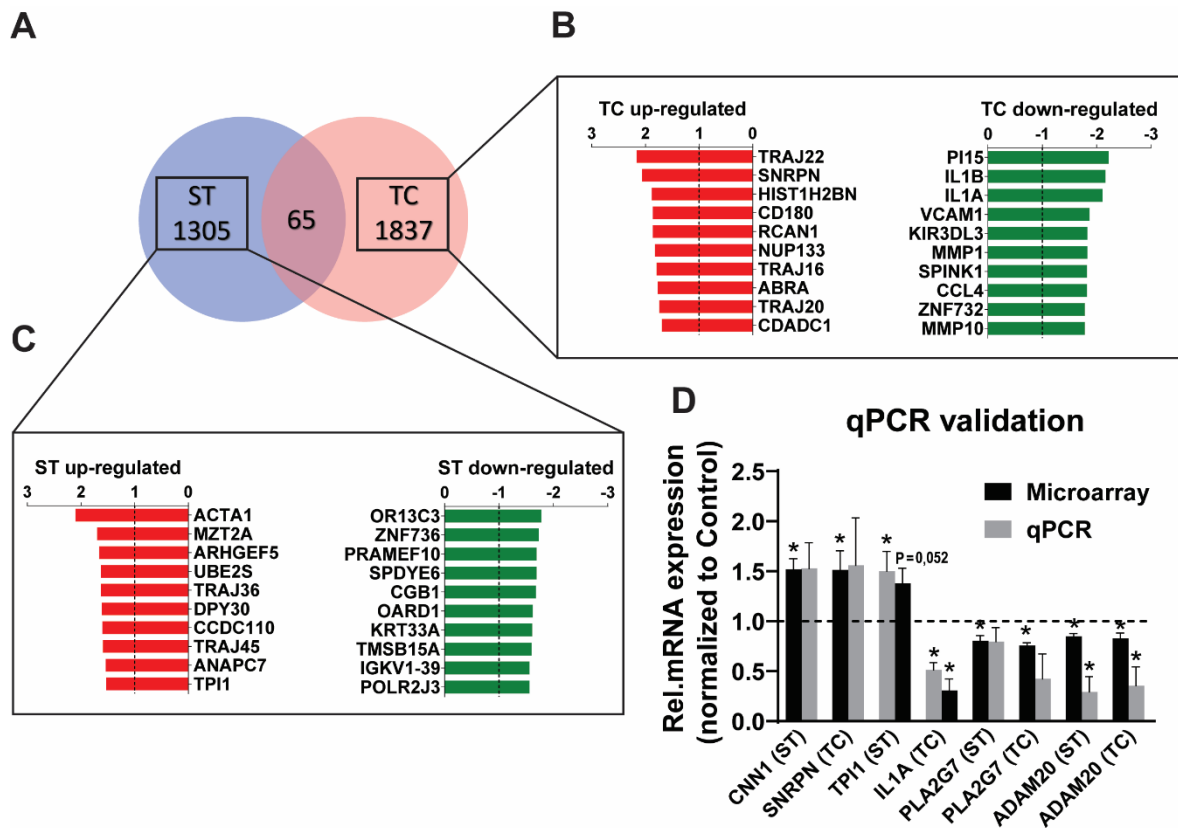 A
ST
1305
65
TC
1837
B
TC up-regulated
3 2 1 0
TRAJ22
SNRPN
HIST1H2BN
CD180
RCAN1
NUP133
TRAJ16
ABRA
TRAJ20
CDADC1
TC down-regulated
0 -1 -2 -3
PI15
IL1B
IL1A
VCAM1
KIR3DL3
MMP1
SPINK1
CCL4
ZNF732
MMP10
C
ST up-regulated
3 2 1 0
ACTA1
MZT2A
ARHGEF5
UBE2S
TRAJ36
DPY30
CCDC110
TRAJ45
ANAPC7
TPI1
ST down-regulated
0 -1 -2 -3
OR13C3
ZNF736
PRAMEF10
SPDYE6
CGB1
OARD1
KRT33A
TMSB15A
IGKV1-39
POLR2J3
D
qPCR validation
Rel.mRNA expression
(normalized to Control)
2.5
2.0
1.5
1.0
0.5
0.0
Microarray
qPCR
* * * P=0,052
* * * * * * * *
CNN1 (ST)
SNRPN (TC)
TPI1 (ST)
IL1A (TC)
PLA2G7 (ST)
PLA2G7 (TC)
ADAM20 (ST)
ADAM20 (TC)